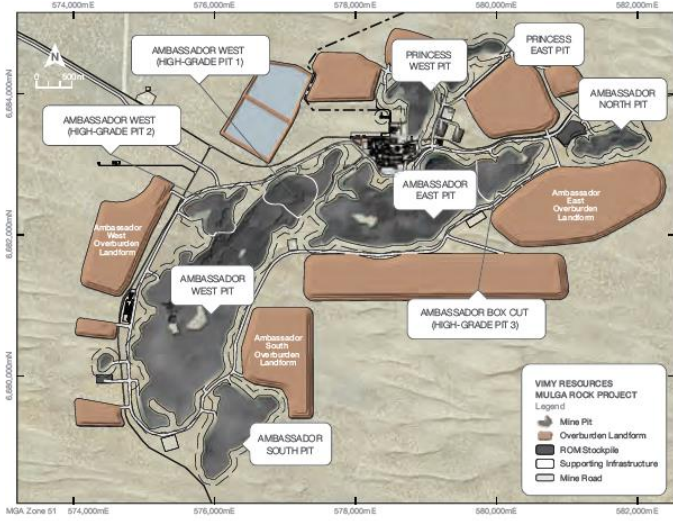 574,000mE
576,000mE
578,000mE
580,000mE
582,000mE
6,684,000mN
6,682,000mN
6,680,000mN
N
0 500m
AMBASSADOR WEST
(HIGH-GRADE PIT 1)
PRINCESS
WEST PIT
PRINCESS
EAST PIT
AMBASSADOR
NORTH PIT
AMBASSADOR WEST
(HIGH-GRADE PIT 2)
AMBASSADOR
EAST PIT
Ambassador
East
Overburden
Landform
Ambassador
West
Overburden
Landform
AMBASSADOR
WEST PIT
AMBASSADOR BOX CUT
(HIGH-GRADE PIT 3)
Ambassador
South
Overburden
Landform
AMBASSADOR
SOUTH PIT
VIMY RESOURCES
MULGA ROCK PROJECT
Legend
Mine Pit
Overburden Landform
ROM Stockpile
Supporting Infrastructure
Mine Road
MGA Zone 51
574,000mE
576,000mE
578,000mE
580,000mE
582,000mE